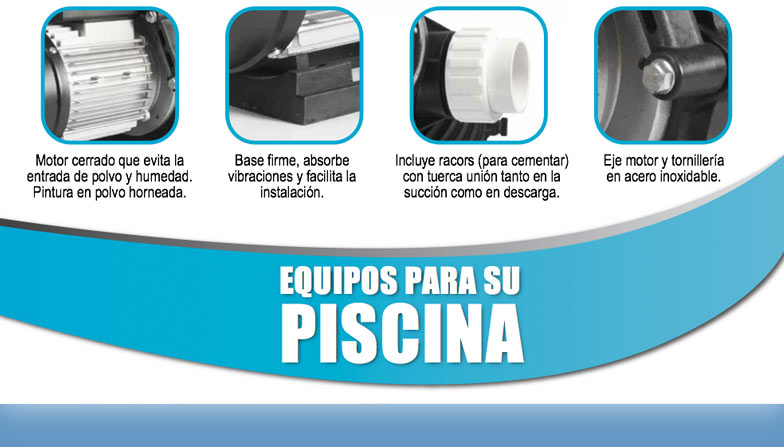 Motor cerrado que evita la
entrada de polvo y humedad.
Pintura en polvo horneada.
Base firme, absorbe
vibraciones y facilita la
instalación.
Incluye racors (para cementar)
con tuerca unión tanto en la
succión como en descarga.
Eje motor y tornillería
en acero inoxidable.
EQUIPOS PARA SU
PISCINA